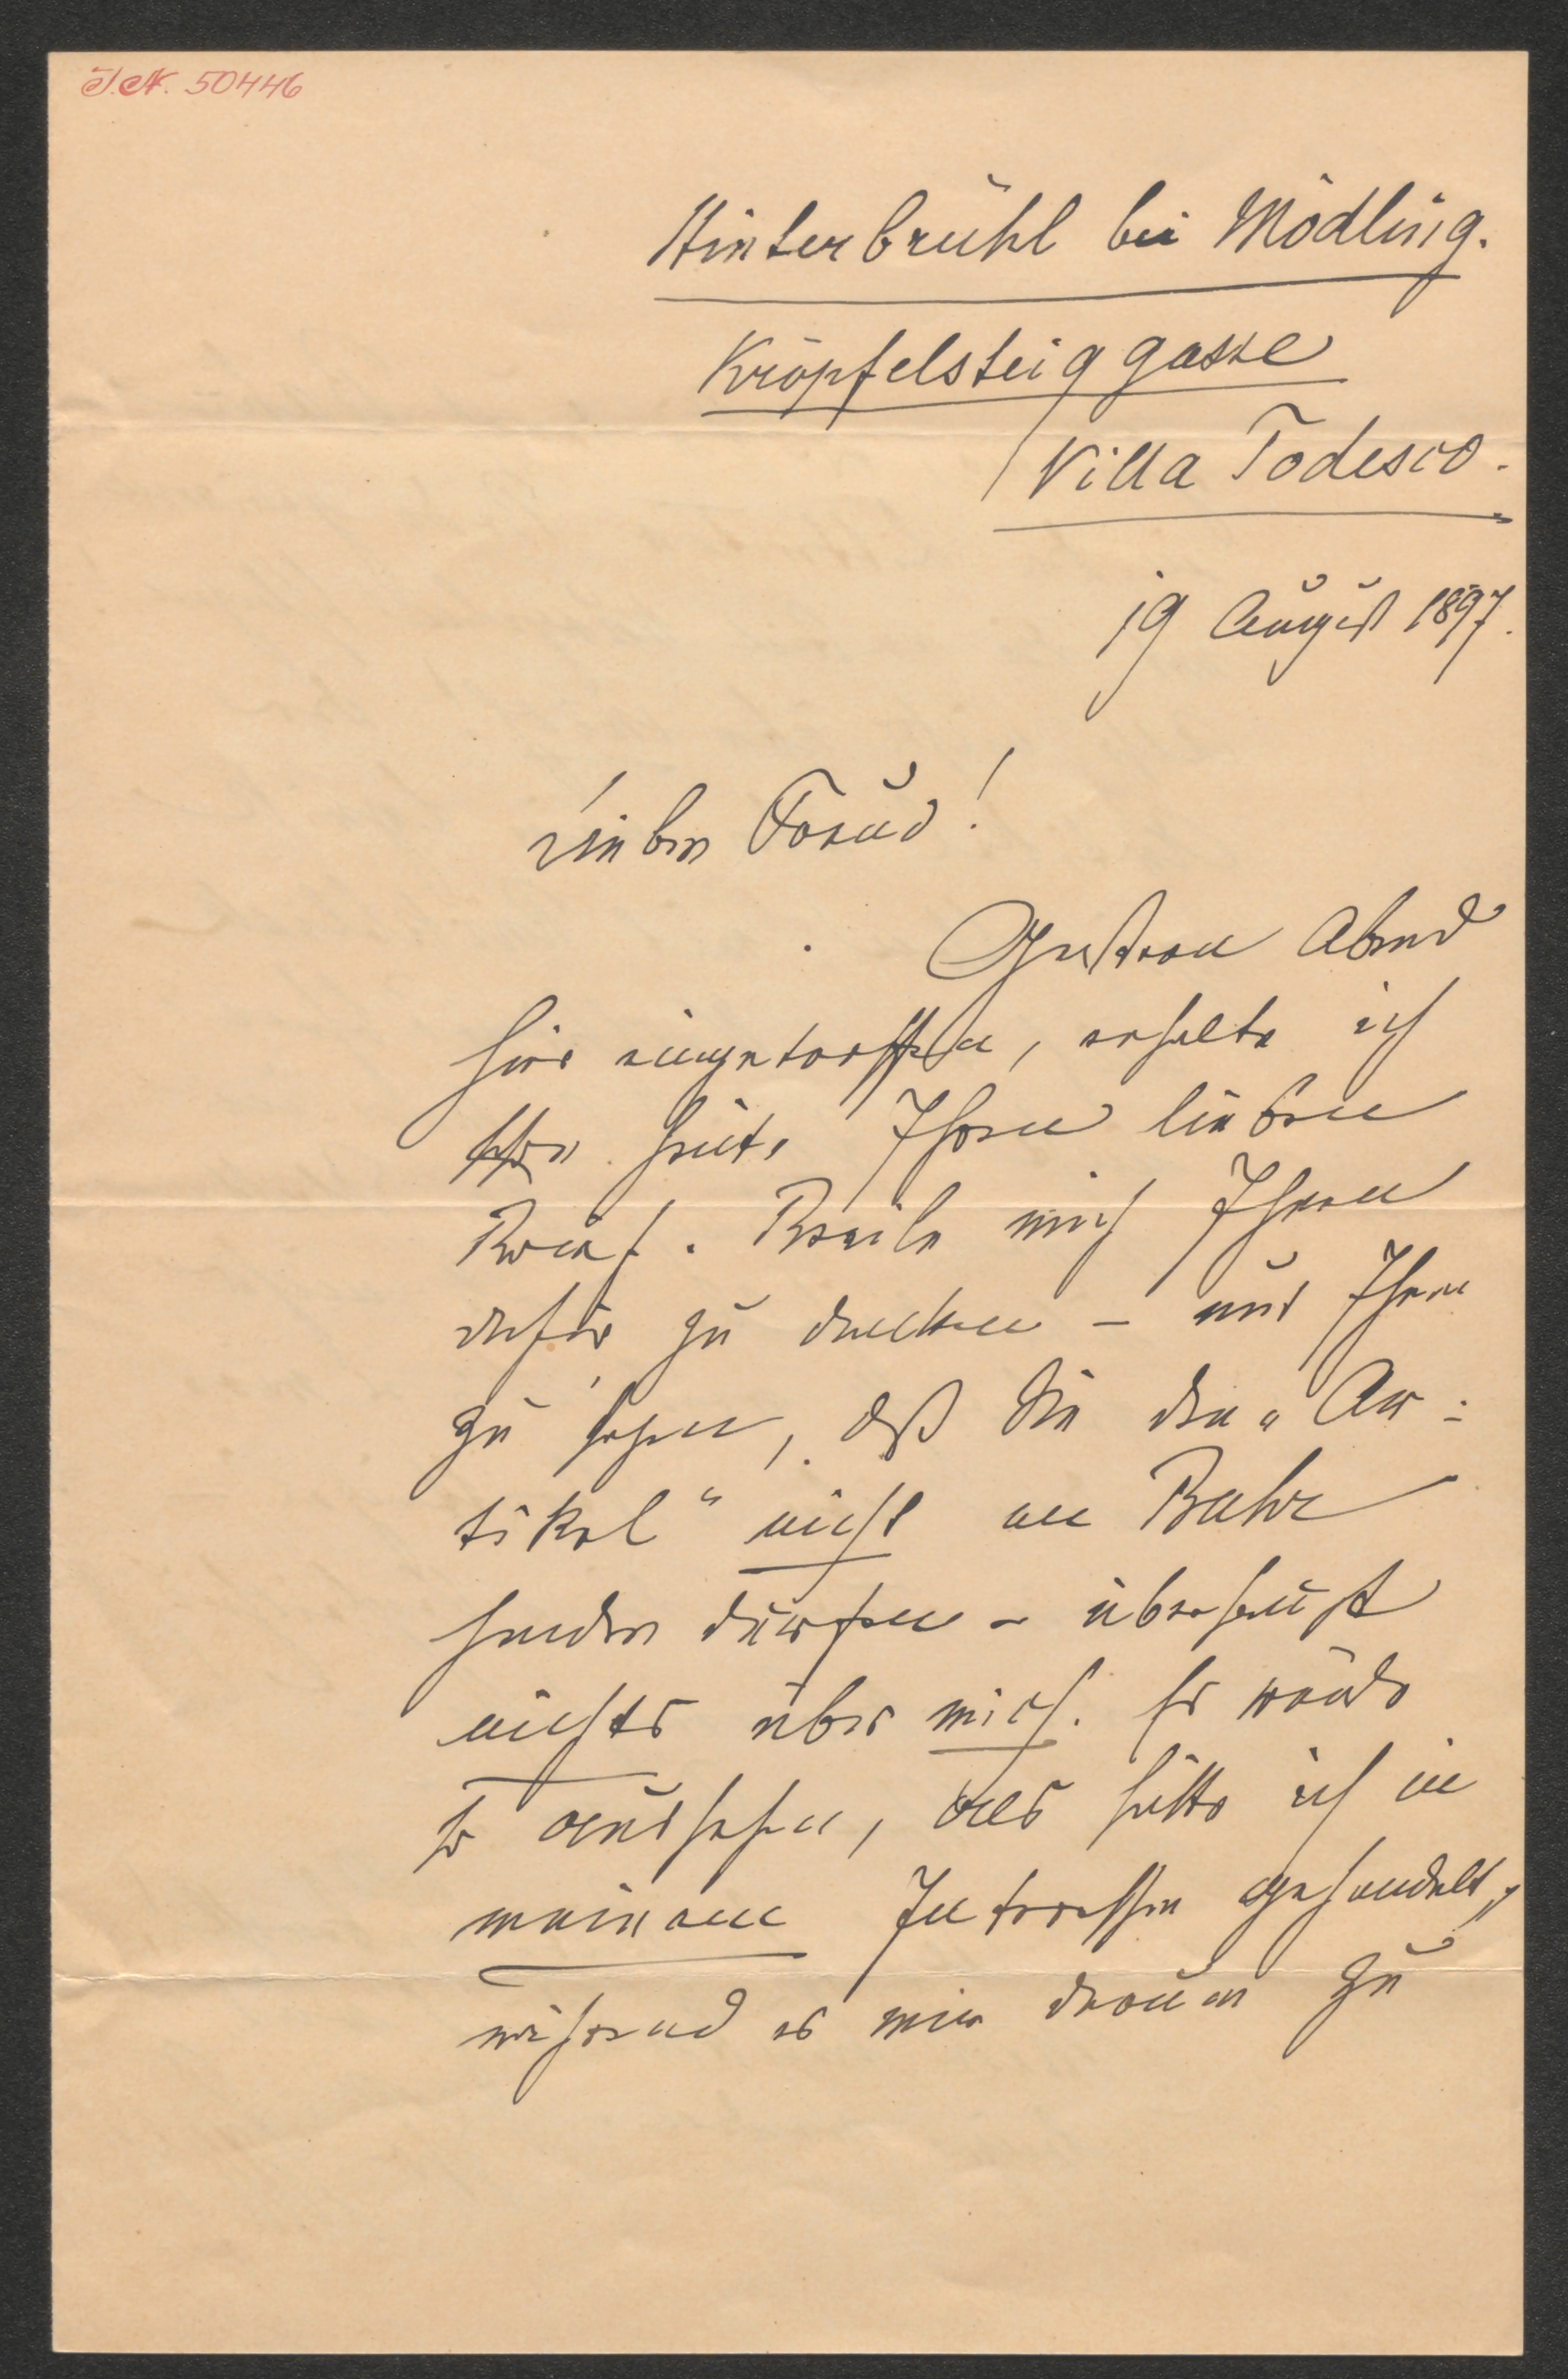 I.N. 50446
Hinterbrühl bei Mödling.
Kröpfelsteiggasse
Villa Todesco.
19 August 1897.
Lieber Freund!
Gestern Abend
hier eingetroffen, erhalte ich
heute Ihren lieben
Brief. Beeile mich Ihnen
dafür zu danken – und Ihnen
zu sagen, daß Sie den „Ar-
tikel“ nicht an Bahr
senden dürfen – überhaupt
nichts über mich. Es würde
so aussehen, als hätte ich in
meinem Interesse gehandelt,
während es mir darum zu